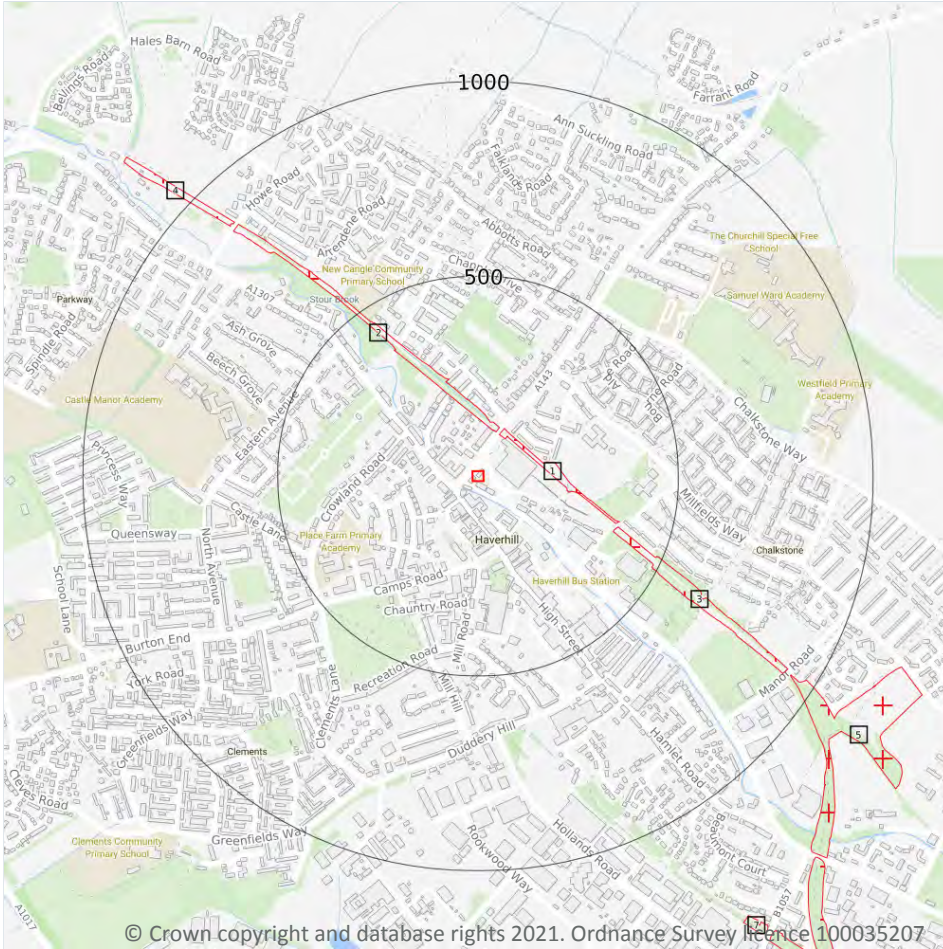 Hales Barn Road
Bellings Road
Farrant Road
1000
Ann Suckling Road
Falklands Road
4
Howe Road
Arrendene Road
Abbotts Road
The Churchill Special Free
School
New Cangle Community
Primary School
500
Parkway
A1307
Stour Brook
Samuel Ward Academy
Spindle Road
Ash Grove
2
A143
Beech Grove
Westfield Primary
Academy
Castle Manor Academy
Eastern Avenue
Chalkstone Way
Princess Way
Crowland Road
1
Castle Lane
Queensway
North Avenue
Place Farm Primary
Academy
Haverhill
Millfields Way
Chalkstone
School Lane
Camps Road
Haverhill Bus Station
Chauntry Road
3
High Street
Burton End
Mill Road
York Road
Recreation Road
Clements Lane
Manor Road
Mill Hill
Greenfields Way
Clements
Duddery Hill
Hamlet Road
5
Cleves Road
Clements Community
Primary School
Greenfields Way
Rookwood Way
Hollands Road
A1017
B1057
7
© Crown copyright and database rights 2021. Ordnance Survey licence 100035207